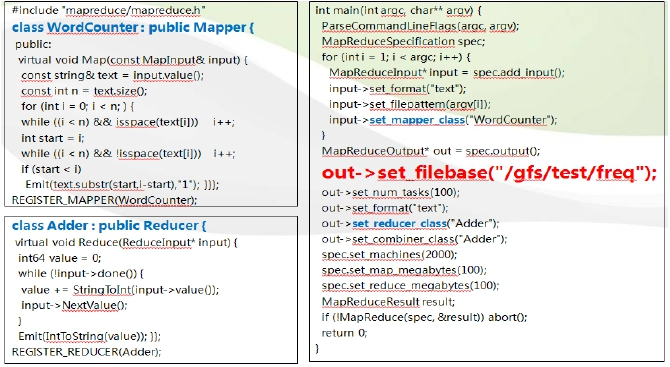 #include "mapreduce/mapreduce.h"
class WordCounter : public Mapper {
public:
virtual void Map(const MapInput& input) {
const string& text = input.value();
const int n = text.size();
for (int i = 0; i < n; ) {
while ((i < n) && isspace(text[i])) i++;
int start = i;
while ((i < n) && !isspace(text[i])) i++;
if (start < i)
Emit(text.substr(start,i-start),"1"); }}};
REGISTER_MAPPER(WordCounter);
class Adder : public Reducer {
virtual void Reduce(ReduceInput* input) {
int64 value = 0;
while (!input->done()) {
value += StringToInt(input->value());
input->NextValue();
}
Emit(IntToString(value)); }};
REGISTER_REDUCER(Adder);
int main(int argc, char** argv) {
ParseCommandLineFlags(argc, argv);
MapReduceSpecification spec;
for (int i = 1; i < argc; i++) {
MapReduceInput* input = spec.add_input();
input->set_format("text");
input->set_filepattern(argv[i]);
input->set_mapper_class("WordCounter");
}
MapReduceOutput* out = spec.output();
out->set_filebase("/gfs/test/freq");
out->set_num_tasks(100);
out->set_format("text");
out->set_reducer_class("Adder");
out->set_combiner_class("Adder");
spec.set_machines(2000);
spec.set_map_megabytes(100);
spec.set_reduce_megabytes(100);
MapReduceResult result;
if (!MapReduce(spec, &result)) abort();
return 0;
}